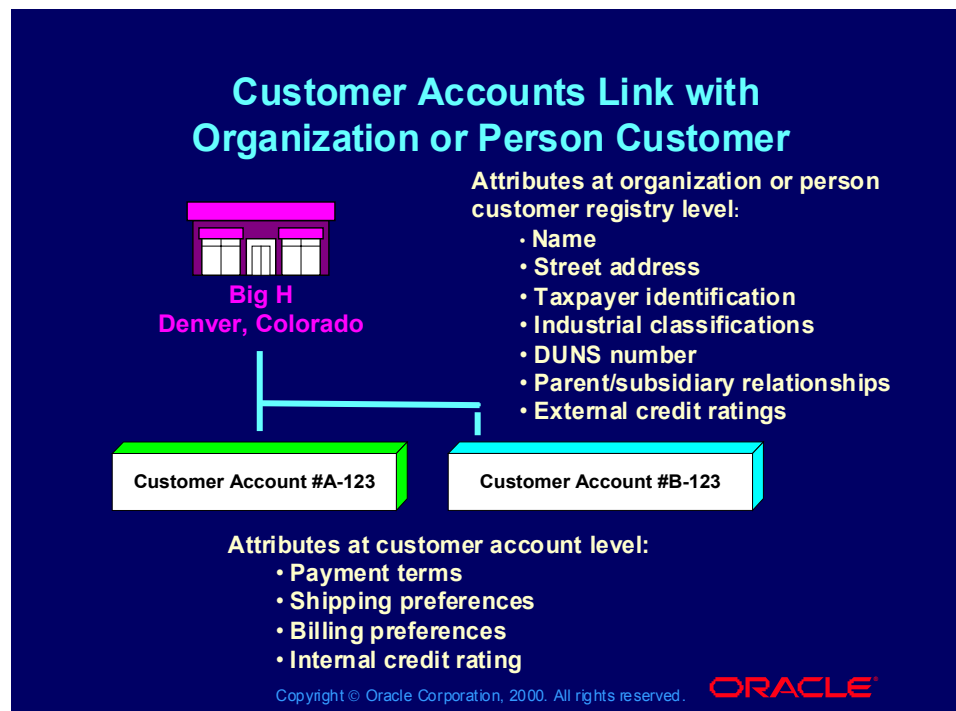 Customer Accounts Link with
Organization or Person Customer
Attributes at organization or person
customer registry level:
• Name
• Street address
• Taxpayer identification
• Industrial classifications
• DUNS number
• Parent/subsidiary relationships
• External credit ratings
Big H
Denver, Colorado
Customer Account #A-123
Customer Account #B-123
Attributes at customer account level:
• Payment terms
• Shipping preferences
• Billing preferences
• Internal credit rating
Copyright © Oracle Corporation, 2000. All rights reserved.
ORACLE®